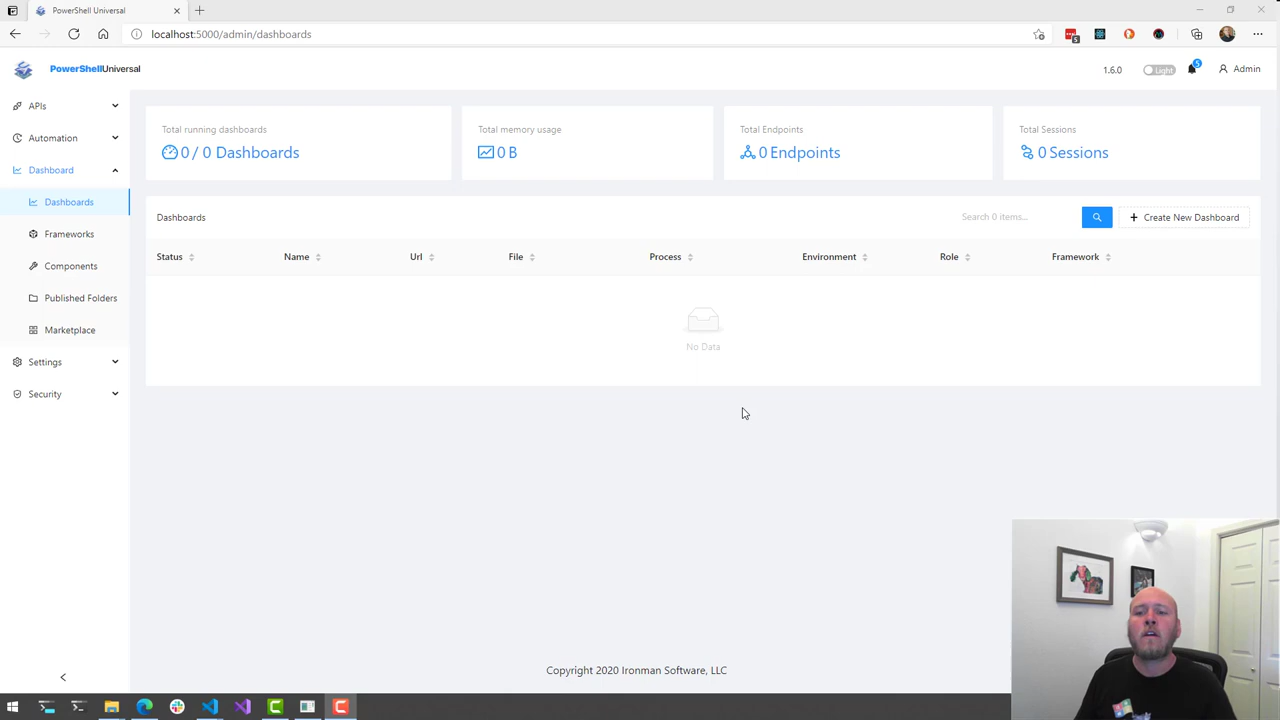 PowerShell Universal
localhost:5000/admin/dashboards
5
PowerShellUniversal
1.6.0
Light
5
Admin
APIs
Automation
Dashboard
Dashboards
Frameworks
Components
Published Folders
Marketplace
Settings
Security
Total running dashboards
0 / 0 Dashboards
Total memory usage
0 B
Total Endpoints
0 Endpoints
Total Sessions
0 Sessions
Dashboards
Search 0 items...
Create New Dashboard
Status
Name
Url
File
Process
Environment
Role
Framework
No Data
Copyright 2020 Ironman Software, LLC